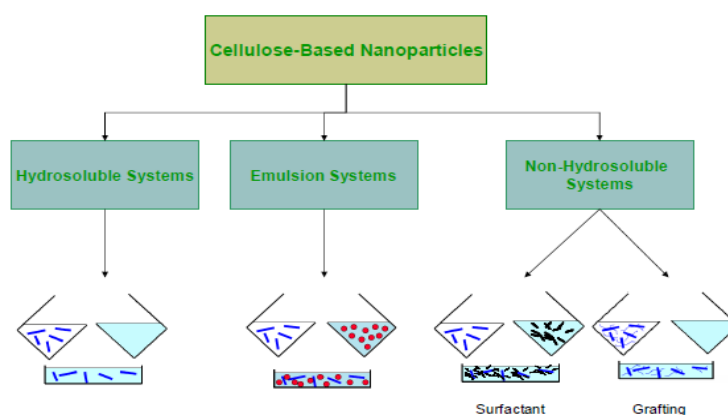 Cellulose-Based Nanoparticles
Hydrosoluble Systems
Emulsion Systems
Non-Hydrosoluble
Systems
Surfactant
Grafting